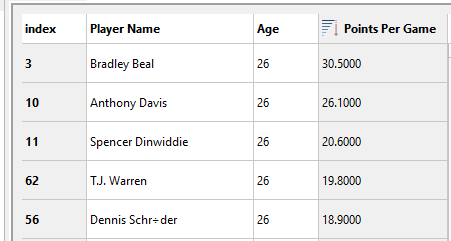 index Player Name Age Points Per Game
3 Bradley Beal 26 30.5000
10 Anthony Davis 26 26.1000
11 Spencer Dinwiddie 26 20.6000
62 T.J. Warren 26 19.8000
56 Dennis Schr÷der 26 18.9000